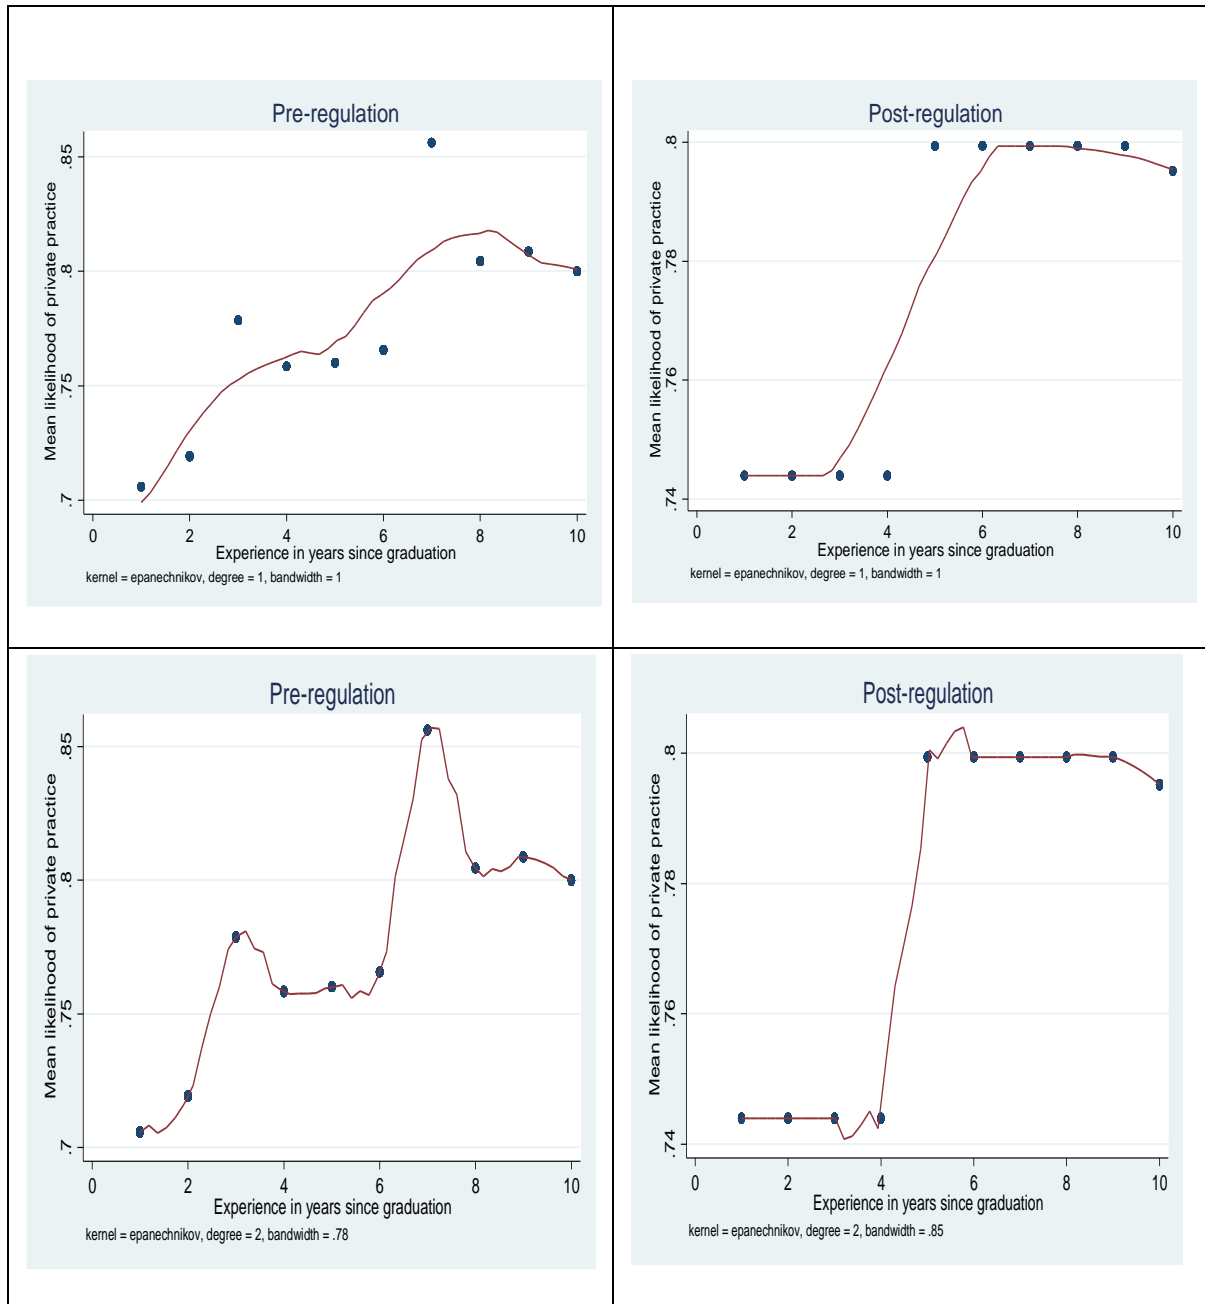 Pre-regulation
Mean likelihood of private practice
.85
.8
.75
.7
0 2 4 6 8 10
Experience in years since graduation
kernel = epanechnikov, degree = 1, bandwidth = 1
Post-regulation
Mean likelihood of private practice
.8
.78
.76
.74
0 2 4 6 8 10
Experience in years since graduation
kernel = epanechnikov, degree = 1, bandwidth = 1
Pre-regulation
Mean likelihood of private practice
.85
.8
.75
.7
0 2 4 6 8 10
Experience in years since graduation
kernel = epanechnikov, degree = 2, bandwidth = .78
Post-regulation
Mean likelihood of private practice
.8
.78
.76
.74
0 2 4 6 8 10
Experience in years since graduation
kernel = epanechnikov, degree = 2, bandwidth = .85